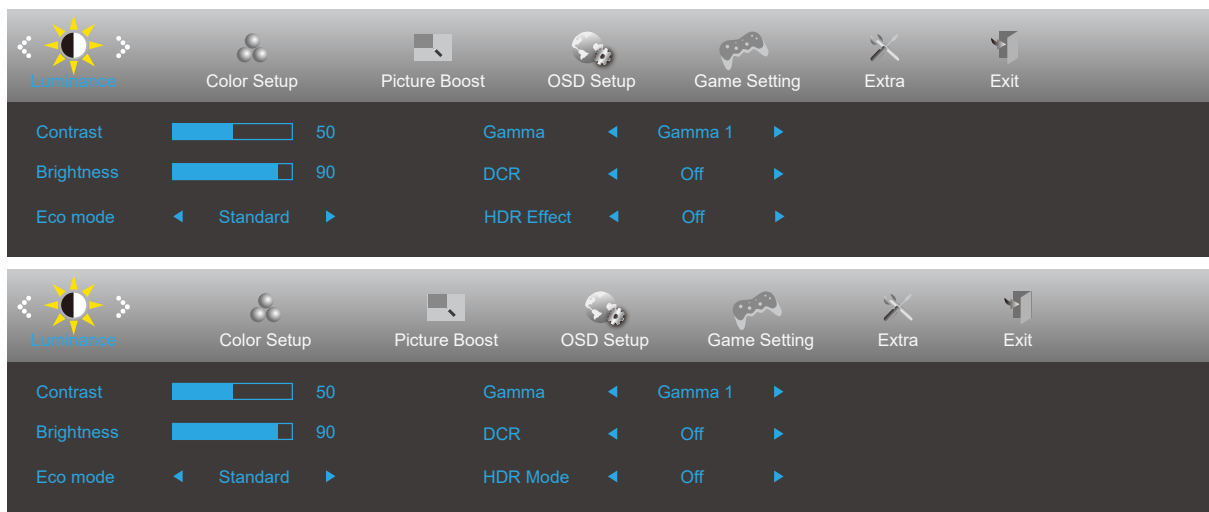 Luminance Color Setup Picture Boost OSD Setup Game Setting Extra Exit
Contrast 50 Gamma Gamma 1
Brightness 90 DCR Off
Eco mode Standard HDR Effect Off
Luminance Color Setup Picture Boost OSD Setup Game Setting Extra Exit
Contrast 50 Gamma Gamma 1
Brightness 90 DCR Off
Eco mode Standard HDR Mode Off